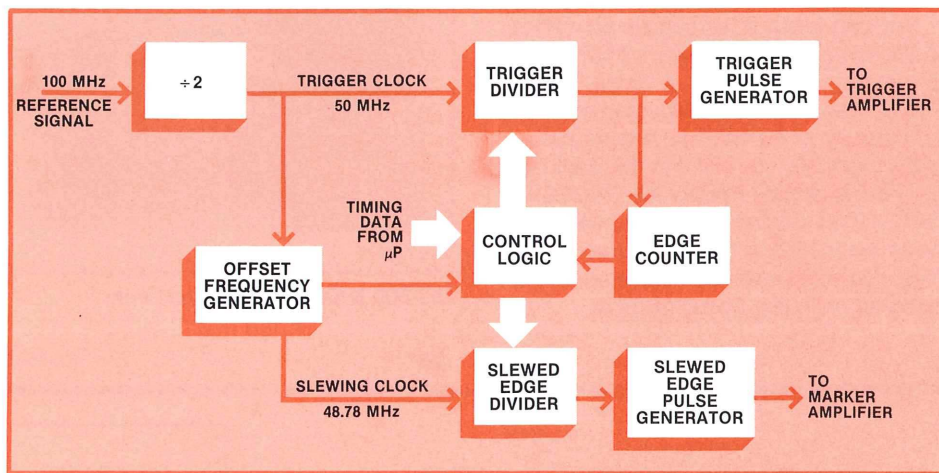 100 MHz
REFERENCE
SIGNAL
÷2
TRIGGER CLOCK
50 MHz
TRIGGER
DIVIDER
TRIGGER
PULSE
GENERATOR
TO
TRIGGER
AMPLIFIER
TIMING
DATA
FROM
μP
CONTROL
LOGIC
EDGE
COUNTER
OFFSET
FREQUENCY
GENERATOR
SLEWING CLOCK
48.78 MHz
SLEWED
EDGE
DIVIDER
SLEWED
EDGE
PULSE
GENERATOR
TO
MARKER
AMPLIFIER